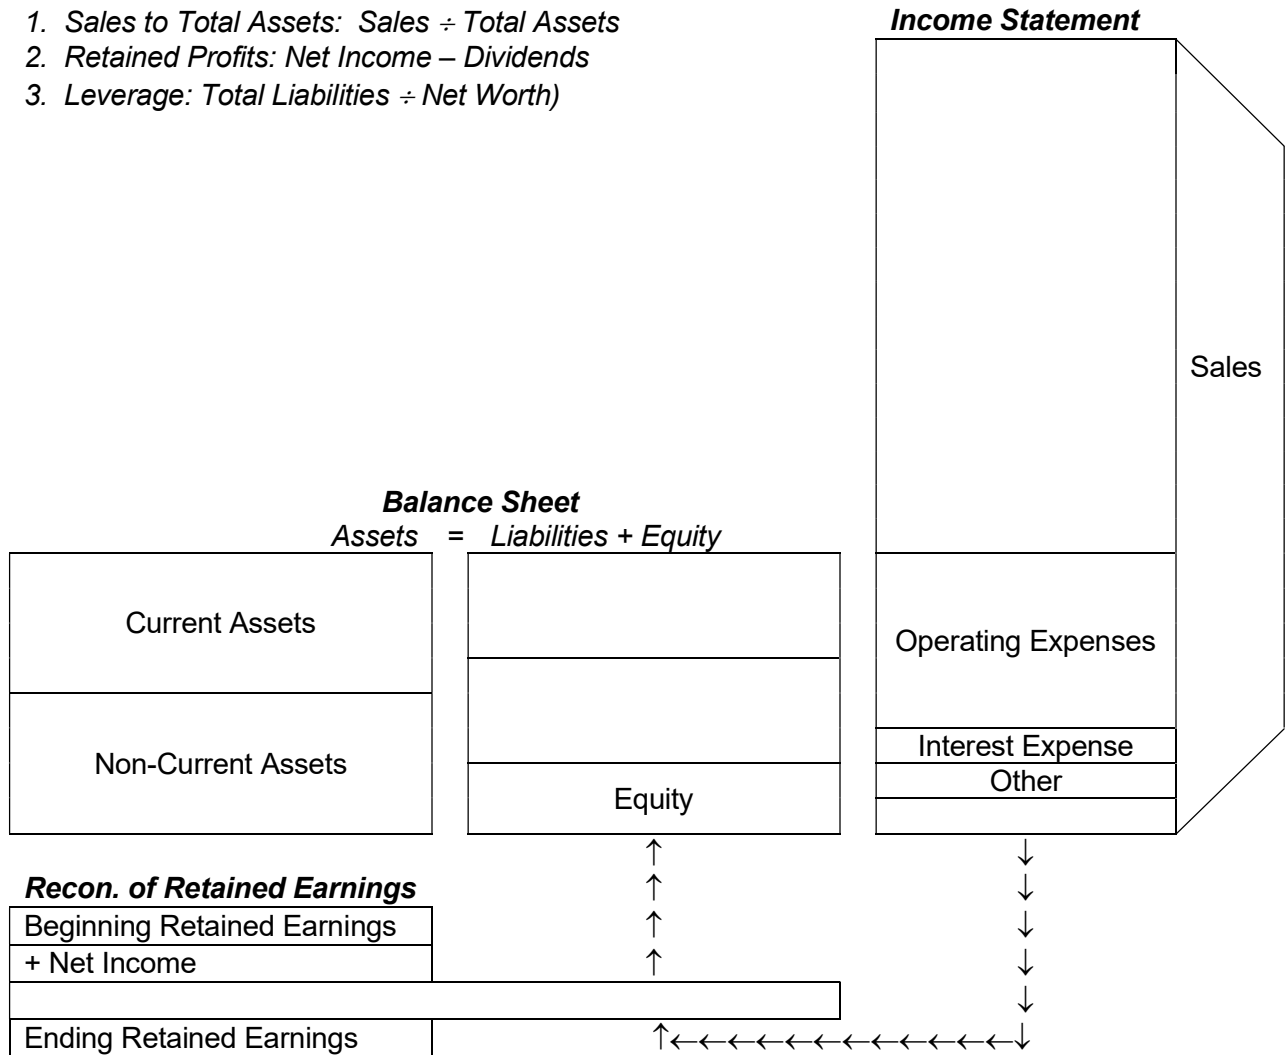 1. Sales to Total Assets: Sales ÷ Total Assets
2. Retained Profits: Net Income – Dividends
3. Leverage: Total Liabilities ÷ Net Worth)
Income Statement
Sales
Balance Sheet
Assets = Liabilities + Equity
Current Assets
Non-Current Assets
Equity
Operating Expenses
Interest Expense
Other
↑ ↓
Recon. of Retained Earnings ↑ ↓
Beginning Retained Earnings ↑ ↓
+ Net Income ↑ ↓
↓
Ending Retained Earnings ↑←←←←←←←←←←←←↓